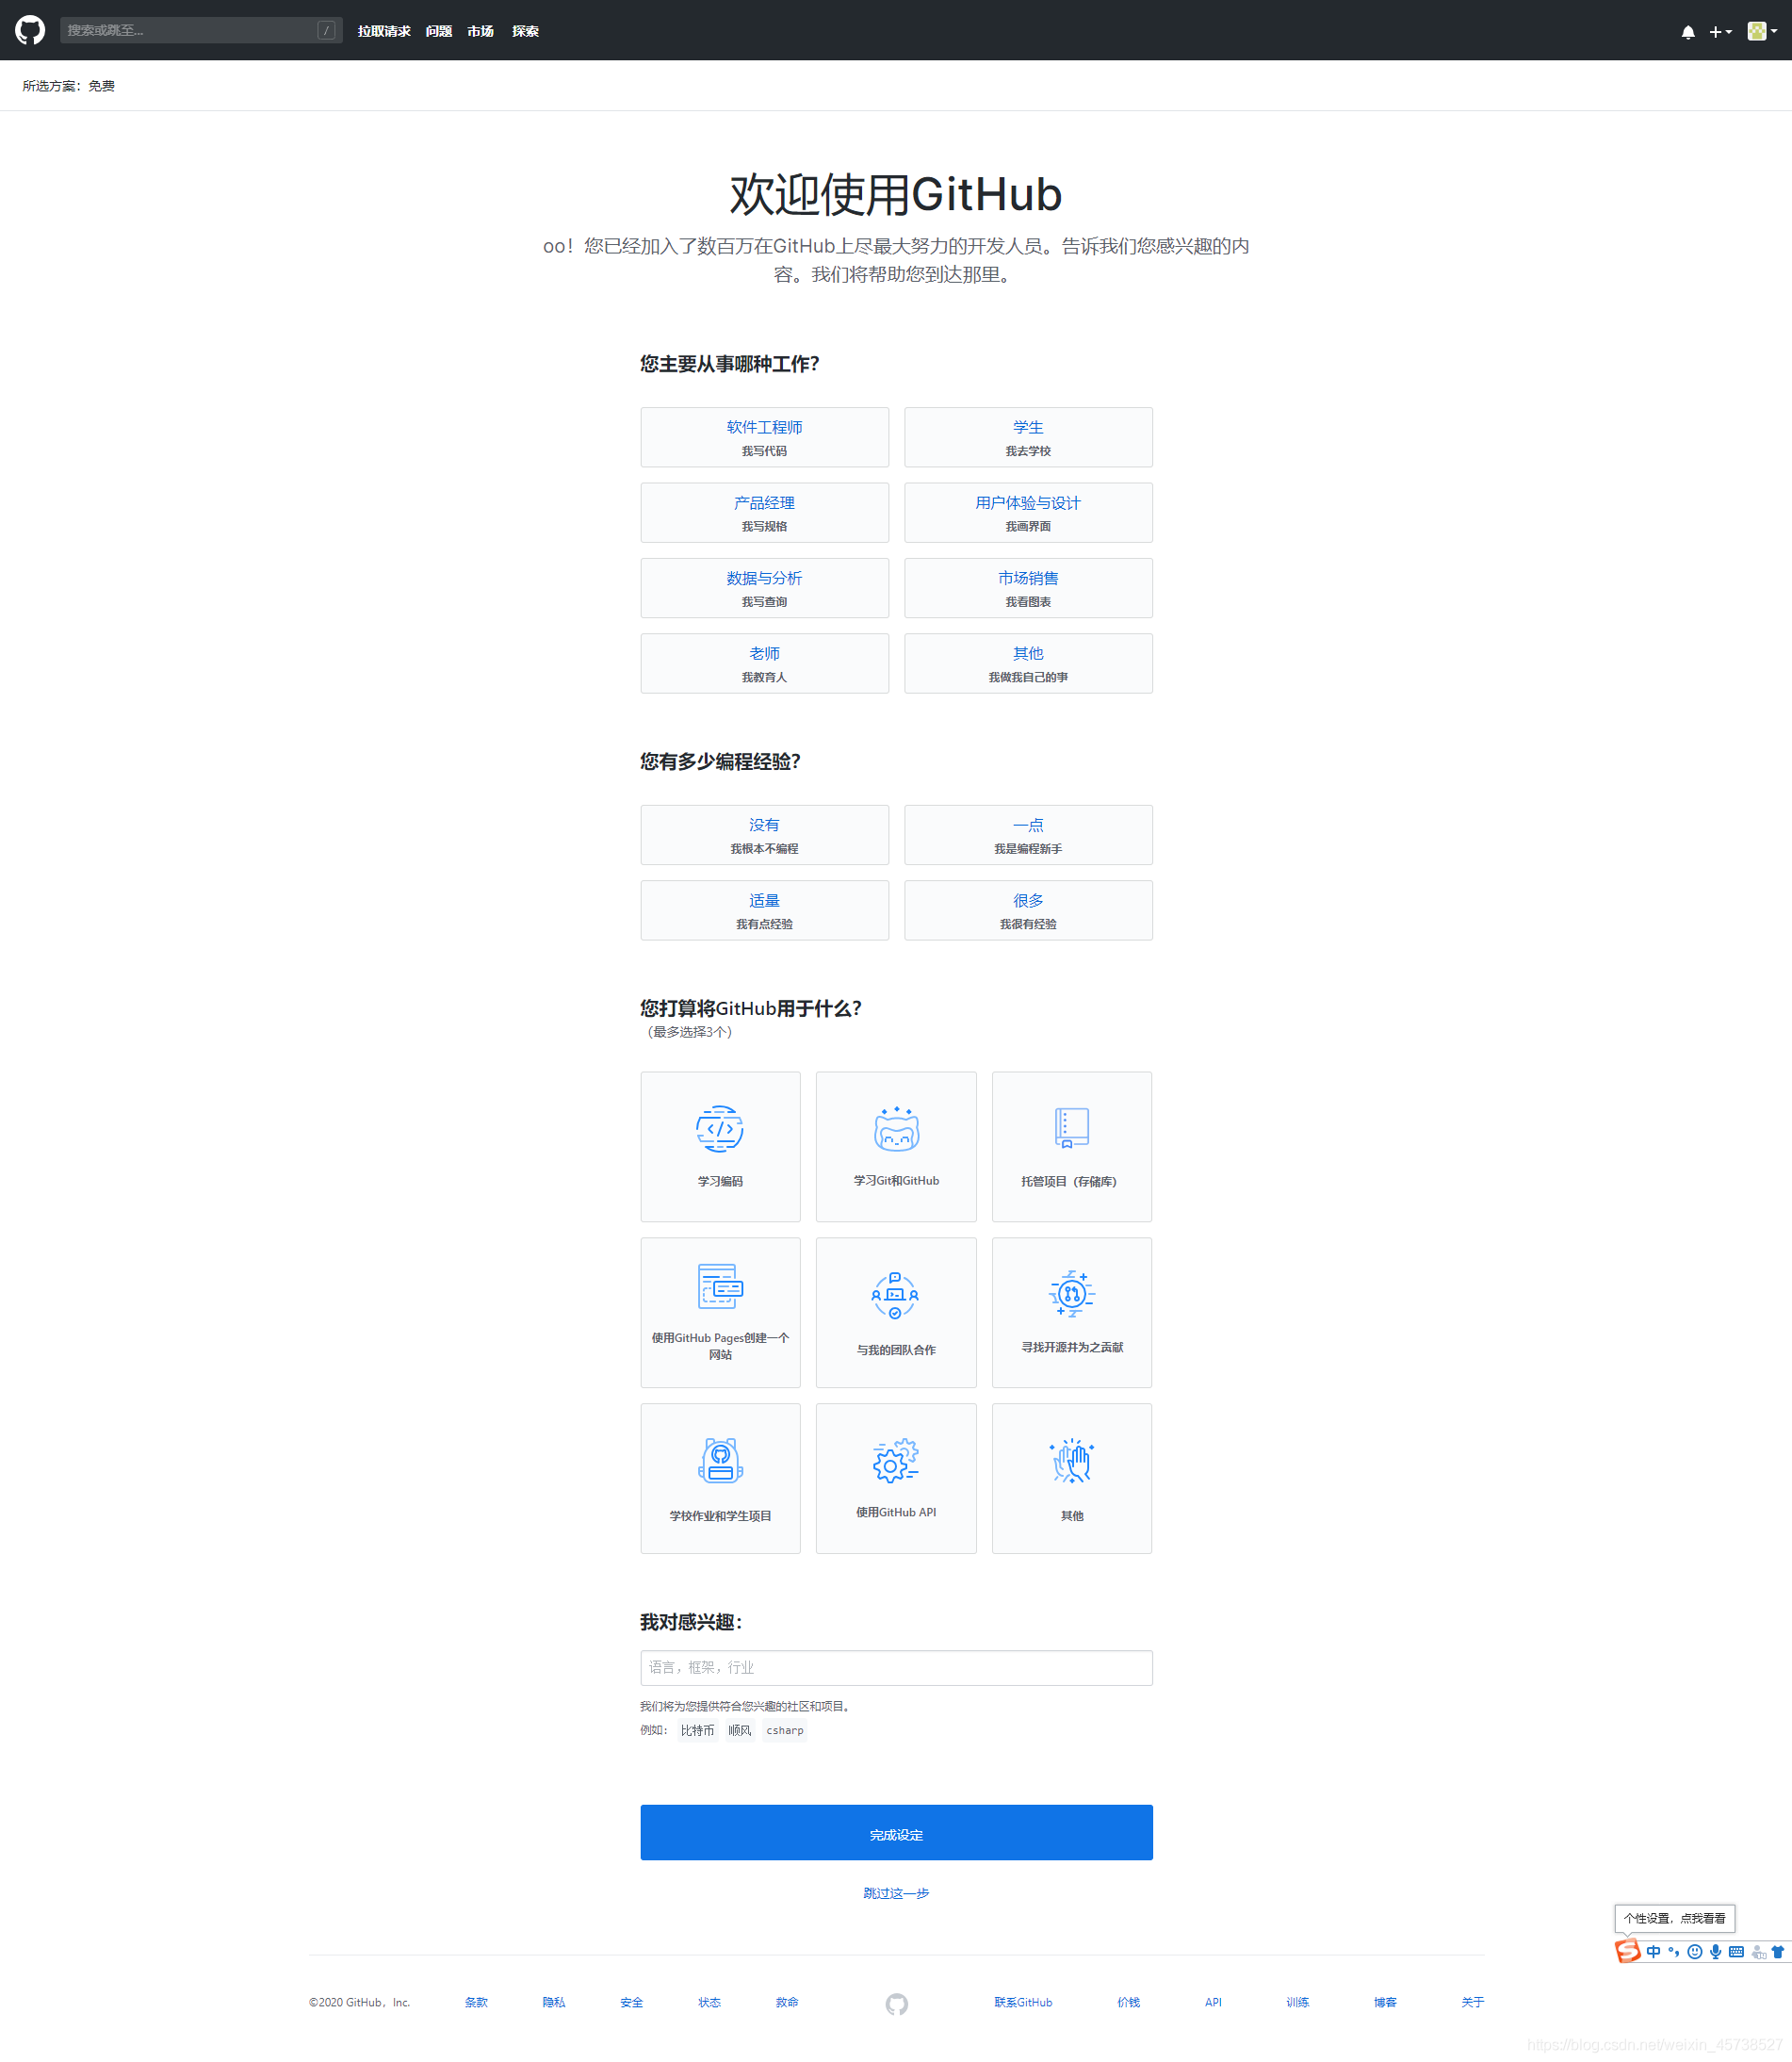 搜索或跳至...
/
拉取请求 问题 市场 探索
所选方案：免费
欢迎使用GitHub
oo！您已经加入了数百万在GitHub上尽最大努力的开发人员。告诉我们您感兴趣的内
容。我们将帮助您到达那里。
您主要从事哪种工作？
软件工程师
我写代码
学生
我去学校
产品经理
我写规格
用户体验与设计
我画界面
数据与分析
我写查询
市场销售
我看图表
老师
我教育人
其他
我做我自己的事
您有多少编程经验？
没有
我根本不编程
一点
我是编程新手
适量
我有点经验
很多
我很有经验
您打算将GitHub用于什么？
（最多选择3个）
学习编码
学习Git和GitHub
托管项目（存储库）
使用GitHub Pages创建一个
网站
与我的团队合作
寻找开源并为之贡献
学校作业和学生项目
使用GitHub API
其他
我对感兴趣：
语言，框架，行业
我们将为您提供符合您兴趣的社区和项目。
例如： 比特币 顺风 csharp
完成设定
跳过这一步
个性设置，点我看看
S 中
©2020 GitHub，Inc. 条款 隐私 安全 状态 救命 联系GitHub 价钱 API 训练 博客 关于
https://blog.csdn.net/weixin_45738527